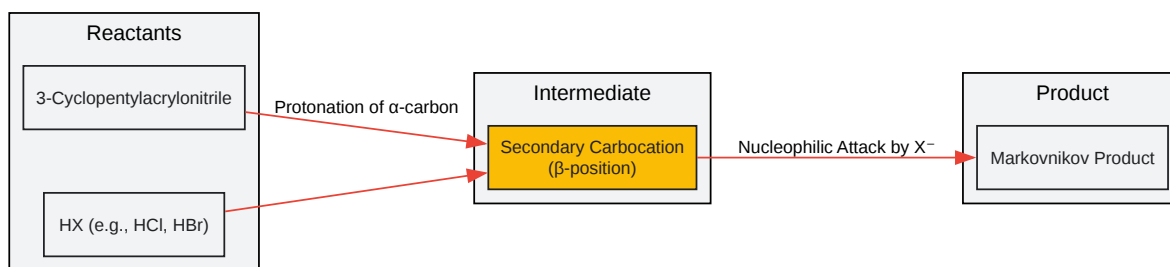 Reactants
3-Cyclopentylacrylonitrile
HX (e.g., HCl, HBr)
Protonation of α-carbon
Intermediate
Secondary Carbocation
(β-position)
Nucleophilic Attack by X⁻
Product
Markovnikov Product